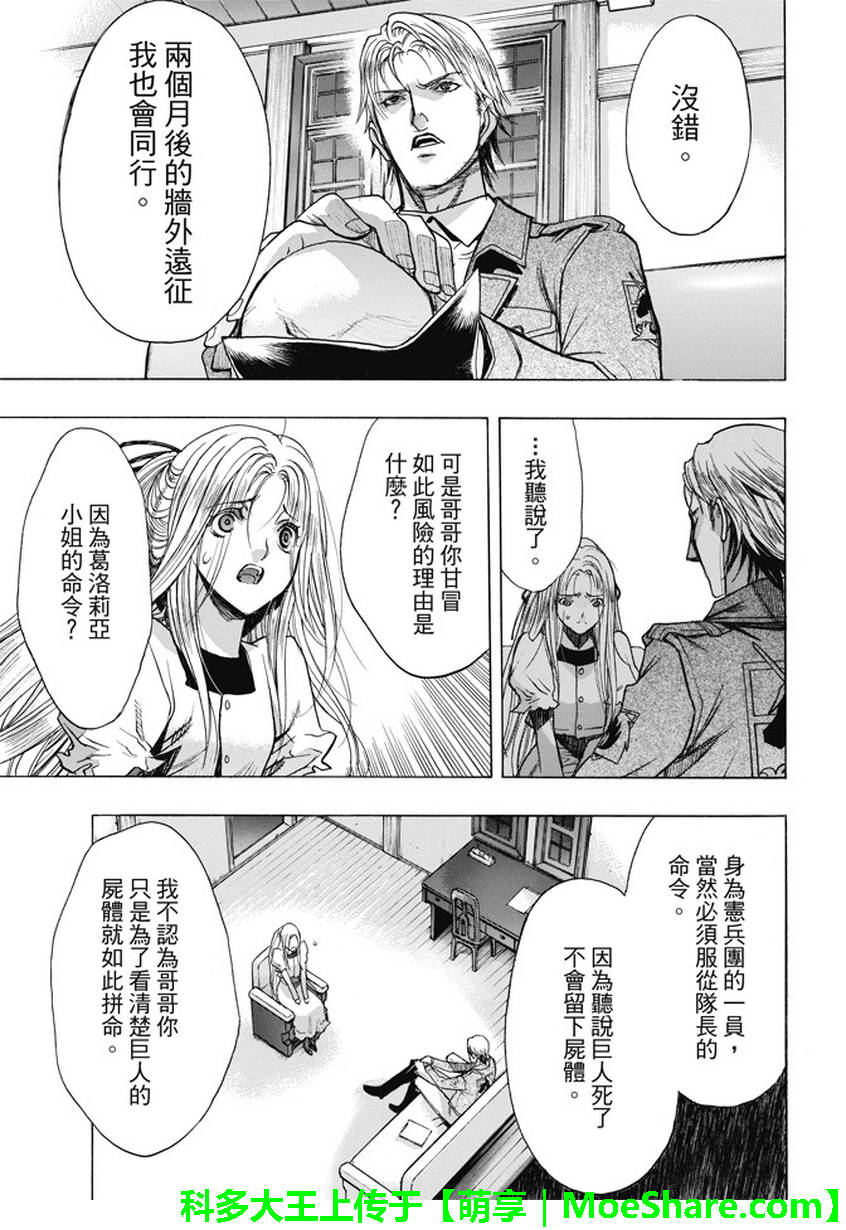 沒錯。
兩個月後的牆外遠征
我也會同行。
…我聽說了。
可是哥哥你甘冒
如此風險的理由是
什麼？
因為葛洛莉亞
小姐的命令？
身為憲兵團的一員，
當然必須服從隊長的
命令。
因為聽說巨人死了
不會留下屍體。
我不認為哥哥你
只是為了看清楚巨人的
屍體就如此拼命。
科多大王上传于【萌享｜MoeShare.com】